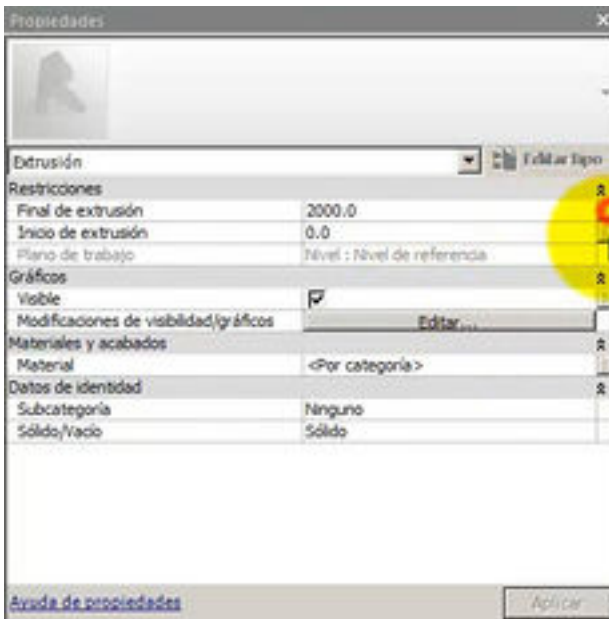 Propiedades
Extrusión
Editar tipo
Restricciones
Final de extrusión 2000.0
Inicio de extrusión 0.0
Plano de trabajo Nivel : Nivel de referencia
Gráficos
Visible
Modificaciones de visibilidad/gráficos Editar...
Materiales y acabados
Material <Por categoría>
Datos de identidad
Subcategoría Ninguno
Sólido/Vacío Sólido
Ayuda de propiedades Aplicar